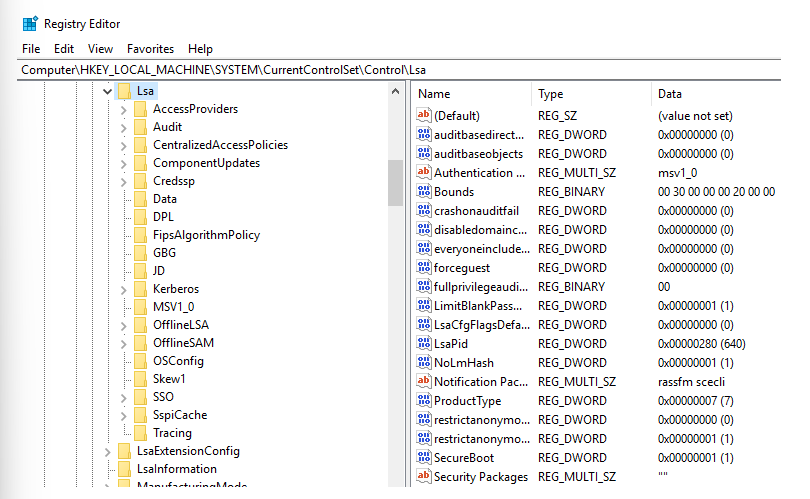 Registry Editor
File Edit View Favorites Help
Computer\HKEY_LOCAL_MACHINE\SYSTEM\CurrentControlSet\Control\Lsa
Lsa
AccessProviders
Audit
CentralizedAccessPolicies
ComponentUpdates
Credssp
Data
DPL
FipsAlgorithmPolicy
GBG
JD
Kerberos
MSV1_0
OfflineLSA
OfflineSAM
OSConfig
Skew1
SSO
SspiCache
Tracing
LsaExtensionConfig
LsaInformation
ManufacturingMode
Name Type Data
(Default) REG_SZ (value not set)
auditbasedirect... REG_DWORD 0x00000000 (0)
auditbaseobjects REG_DWORD 0x00000000 (0)
Authentication ... REG_MULTI_SZ msv1_0
Bounds REG_BINARY 00 30 00 00 00 20 00 00
crashonauditfail REG_DWORD 0x00000000 (0)
disabledomainc... REG_DWORD 0x00000000 (0)
everyoneinclude... REG_DWORD 0x00000000 (0)
forceguest REG_DWORD 0x00000000 (0)
fullprivilegeaudi... REG_BINARY 00
LimitBlankPass... REG_DWORD 0x00000001 (1)
LsaCfgFlagsDefa... REG_DWORD 0x00000000 (0)
LsaPid REG_DWORD 0x00000280 (640)
NoLmHash REG_DWORD 0x00000001 (1)
Notification Pac... REG_MULTI_SZ rassfm scecli
ProductType REG_DWORD 0x00000007 (7)
restrictanonymo... REG_DWORD 0x00000000 (0)
restrictanonymo... REG_DWORD 0x00000001 (1)
SecureBoot REG_DWORD 0x00000001 (1)
Security Packages REG_MULTI_SZ ""